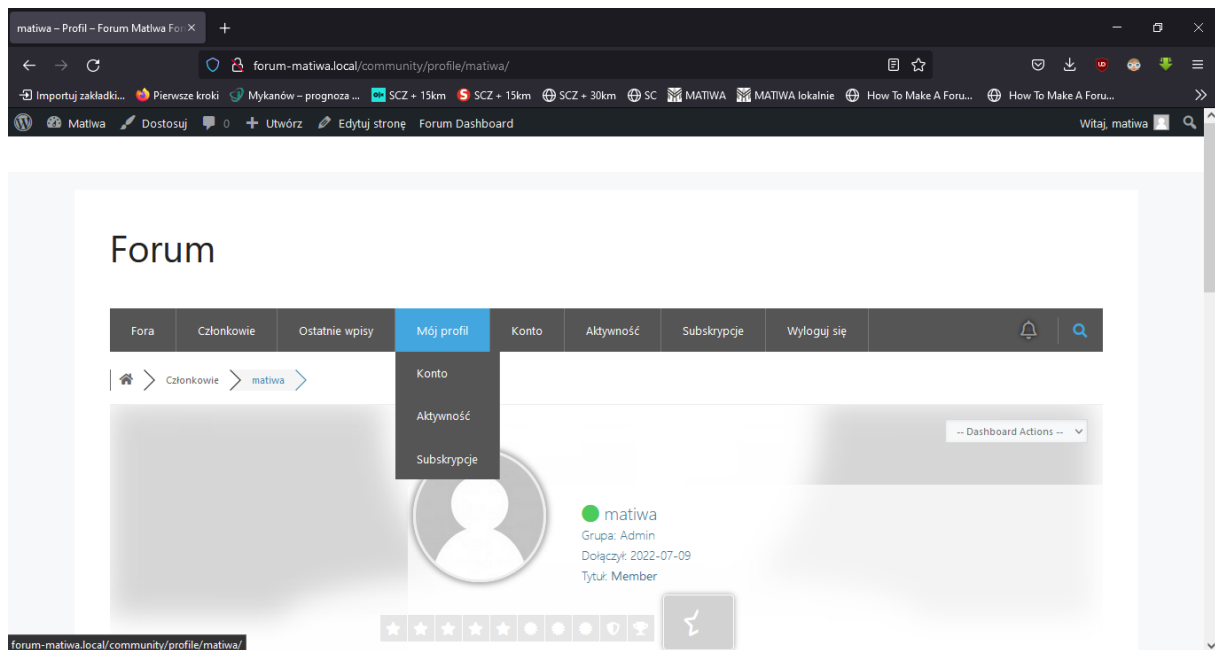 matiwa – Profil – Forum MatIwa For
forum-matiwa.local/community/profile/matiwa/
Importuj zakładki... Pierwsze kroki Mykanów – prognoza ... SCZ + 15km SCZ + 15km SCZ + 30km SC MATIWA MATIWA lokalnie How To Make A Foru... How To Make A Foru...
MatIwa Dostosuj 0 Utwórz Edytuj stronę Forum Dashboard Witaj, matiwa
Forum
Fora Członkowie Ostatnie wpisy Mój profil Konto Aktywność Subskrypcje Wyloguj się
Członkowie matiwa
Konto
Aktywność
Subskrypcje
-- Dashboard Actions --
matiwa
Grupa: Admin
Dołączył: 2022-07-09
Tytuł: Member
forum-matiwa.local/community/profile/matiwa/